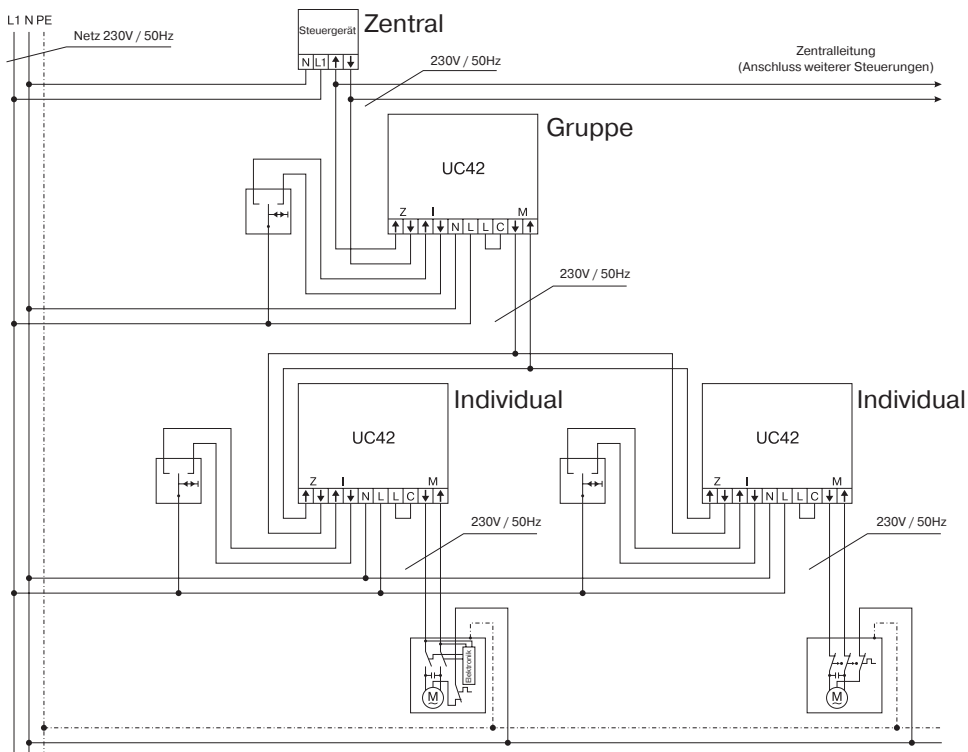 L1 N PE
Netz 230V / 50Hz
Steuergerät
Zentral
N L1 ↑ ↓
230V / 50Hz
Zentralleitung
(Anschluss weiterer Steuerungen)
Gruppe
UC42
Z I M
↑ ↓ ↑ ↓ N L L C ↓ ↑
230V / 50Hz
Individual
UC42
Z I M
↑ ↓ ↑ ↓ N L L C ↓ ↑
230V / 50Hz
Individual
UC42
Z I M
↑ ↓ ↑ ↓ N L L C ↓ ↑
230V / 50Hz
Elektronik
M
~
M
~